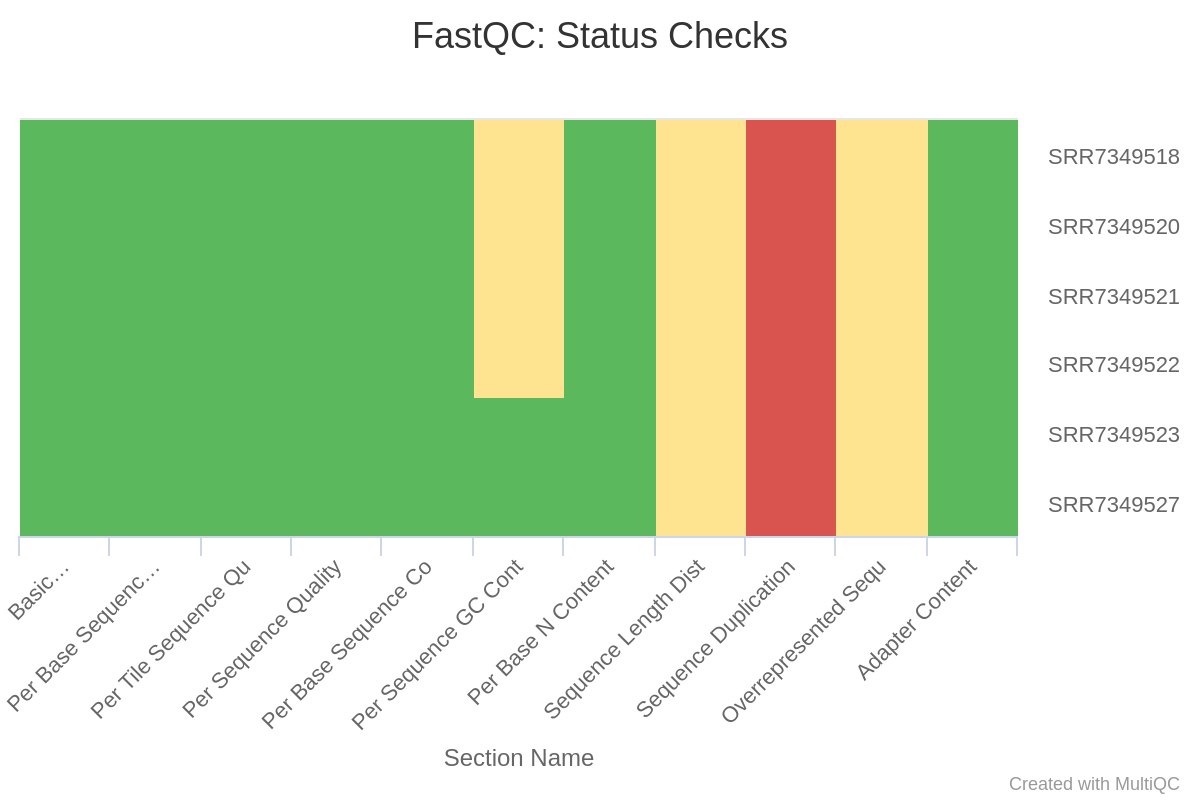 FastQC: Status Checks
SRR7349518
SRR7349520
SRR7349521
SRR7349522
SRR7349523
SRR7349527
Basic…
Per Base Sequenc…
Per Tile Sequence Qu
Per Sequence Quality
Per Base Sequence Co
Per Sequence GC Cont
Per Base N Content
Sequence Length Dist
Sequence Duplication
Overrepresented Sequ
Adapter Content
Section Name
Created with MultiQC